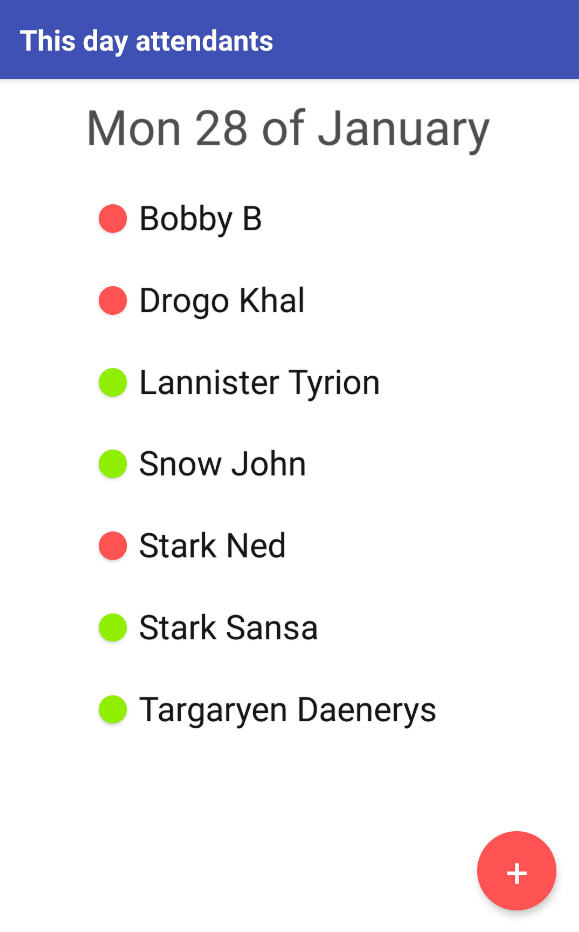 This day attendants
Mon 28 of January
Bobby B
Drogo Khal
Lannister Tyrion
Snow John
Stark Ned
Stark Sansa
Targaryen Daenerys
+